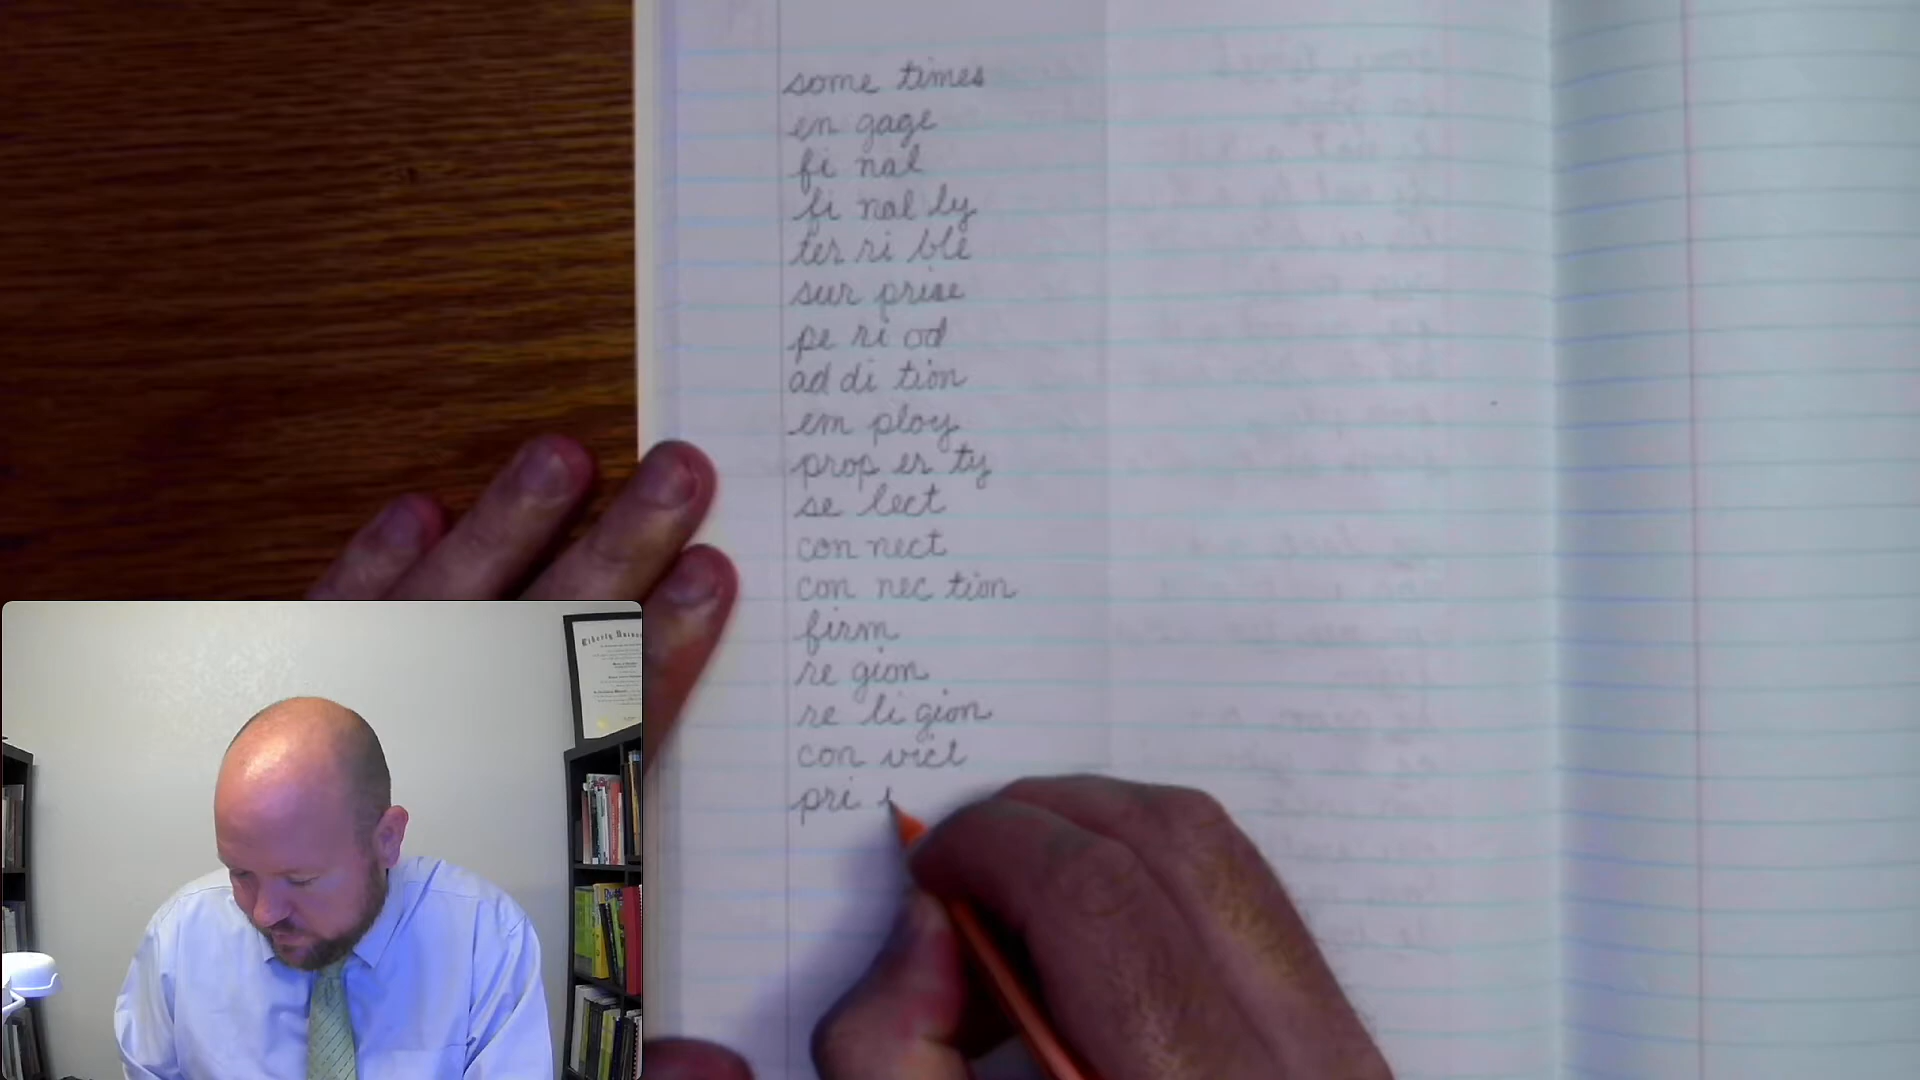 some times
en gage
fi nal
fi nal ly
ter ri ble
sur prise
pe ri od
ad di tion
em ploy
prop er ty
se lect
con nect
con nec tion
firm
re gion
re li gion
con vict
pri
Liberty